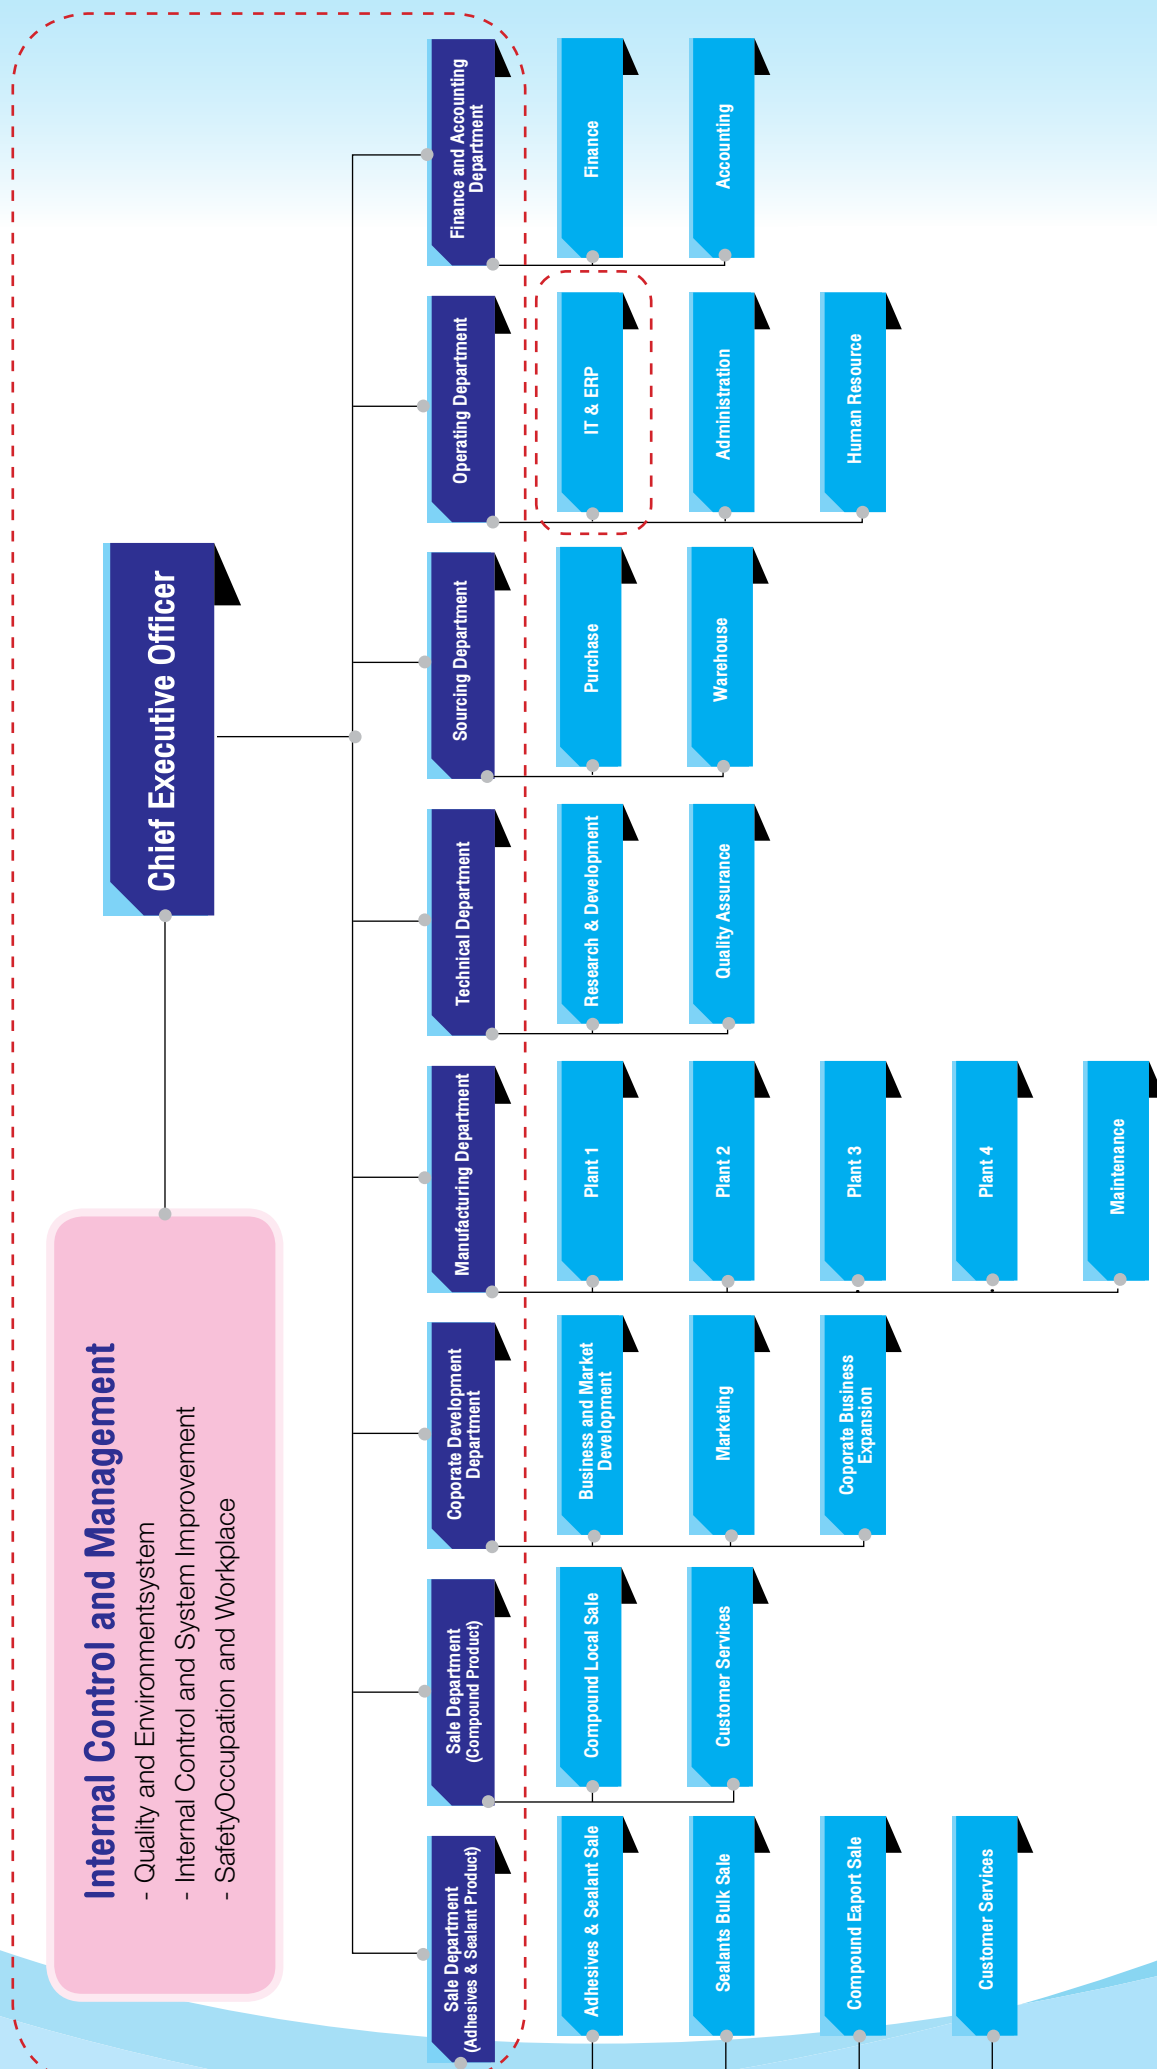 Chief Executive Officer
Internal Control and Management
- Quality and Environmentsystem
- Internal Control and System Improvement
- SafetyOccupation and Workplace
Sale Department
(Adhesives & Sealant Product)
Adhesives & Sealant Sale
Sealants Bulk Sale
Compound Export Sale
Customer Services
Sale Department
(Compound Product)
Compound Local Sale
Customer Services
Coporate Development
Department
Business and Market
Development
Marketing
Coporate Business
Expansion
Manufacturing Department
Plant 1
Plant 2
Plant 3
Plant 4
Maintenance
Technical Department
Research & Development
Quality Assurance
Sourcing Department
Purchase
Warehouse
Operating Department
IT & ERP
Administration
Human Resource
Finance and Accounting
Department
Finance
Accounting